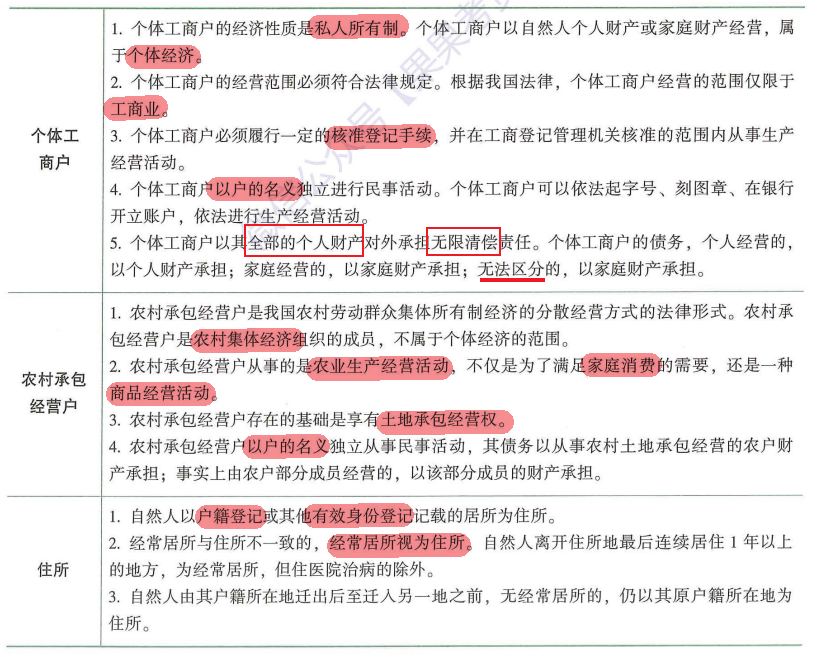 1. 个体工商户的经济性质是私人所有制。个体工商户以自然人个人财产或家庭财产经营，属
于个体经济。
2. 个体工商户的经营范围必须符合法律规定。根据我国法律，个体工商户经营的范围仅限于
工商业。
个体工
商户
3. 个体工商户必须履行一定的核准登记手续，并在工商登记管理机关核准的范围内从事生产
经营活动。
4. 个体工商户以户的名义独立进行民事活动。个体工商户可以依法起字号、刻图章、在银行
开立账户，依法进行生产经营活动。
5. 个体工商户以其全部的个人财产对外承担无限清偿责任。个体工商户的债务，个人经营的，
以个人财产承担；家庭经营的，以家庭财产承担；无法区分的，以家庭财产承担。
1. 农村承包经营户是我国农村劳动群众集体所有制经济的分散经营方式的法律形式。农村承
包经营户是农村集体经济组织的成员，不属于个体经济的范围。
农村承包
经营户
2. 农村承包经营户从事的是农业生产经营活动，不仅是为了满足家庭消费的需要，还是一种
商品经营活动。
3. 农村承包经营户存在的基础是享有土地承包经营权。
4. 农村承包经营户以户的名义独立从事民事活动，其债务以从事农村土地承包经营的农户财
产承担；事实上由农户部分成员经营的，以该部分成员的财产承担。
住所
1. 自然人以户籍登记或其他有效身份登记记载的居所为住所。
2. 经常居所与住所不一致的，经常居所视为住所。自然人离开住所地最后连续居住 1 年以上
的地方，为经常居所，但住医院治病的除外。
3. 自然人由其户籍所在地迁出后至迁入另一地之前，无经常居所的，仍以其原户籍所在地为
住所。
微信公众号【果果考